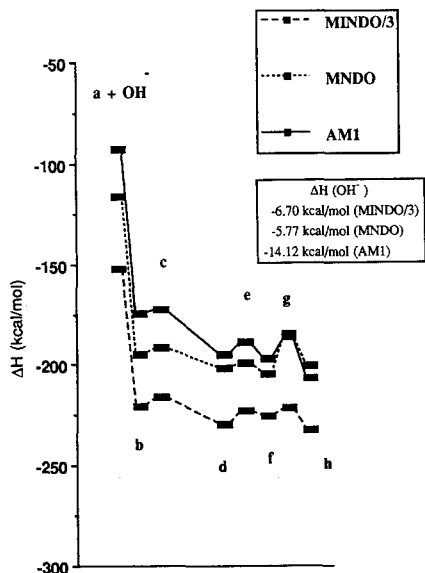 MINDO/3
MNDO
AM1
ΔH (OH⁻)
-6.70 kcal/mol (MINDO/3)
-5.77 kcal/mol (MNDO)
-14.12 kcal/mol (AM1)
-50
-100
-150
-200
-250
-300
ΔH (kcal/mol)
a + OH⁻
b
c
d
e
f
g
h